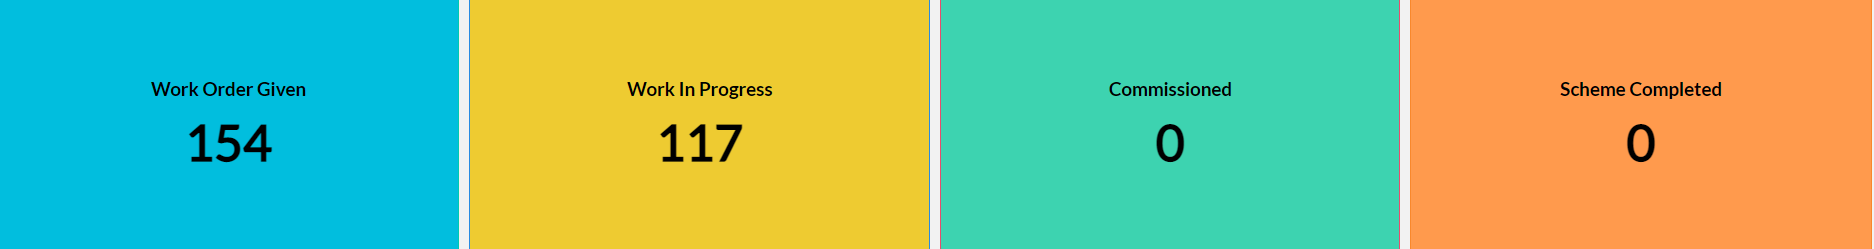 Work Order Given
154
Work In Progress
117
Commissioned
0
Scheme Completed
0